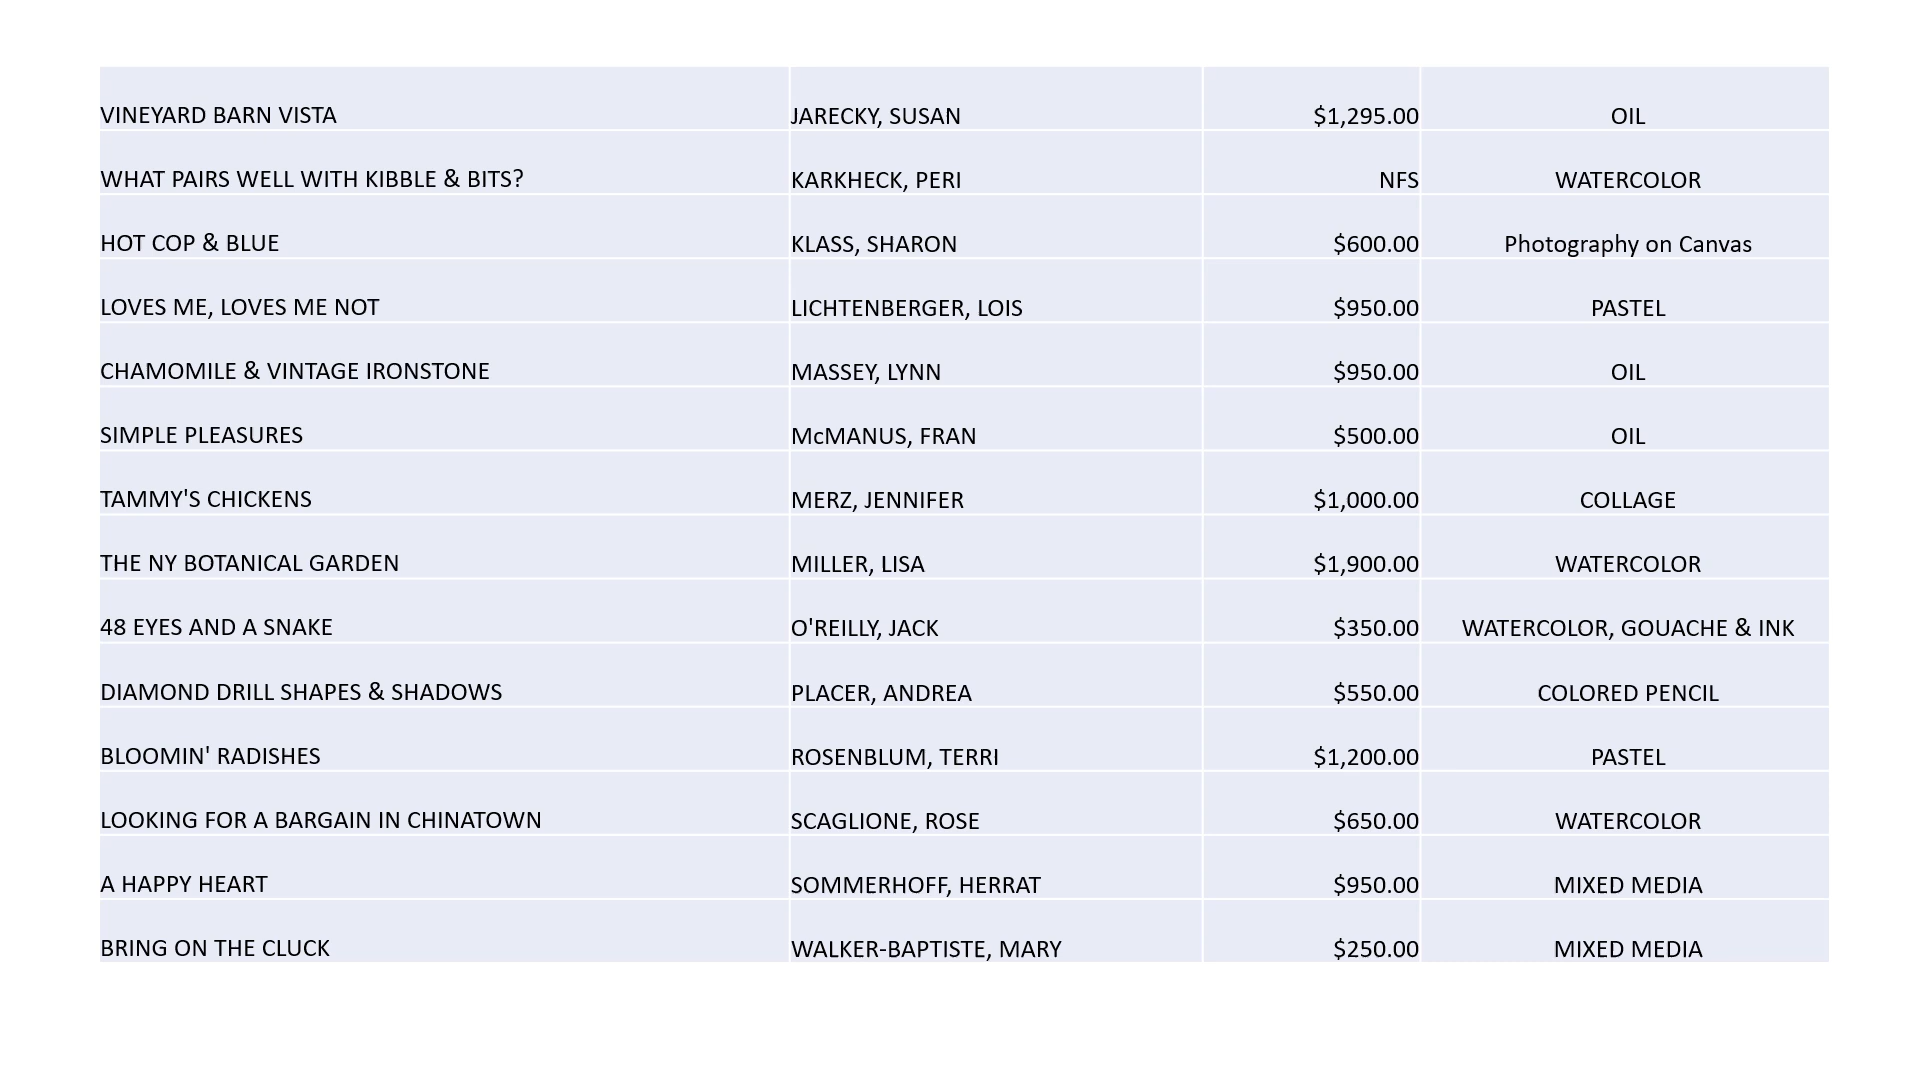 VINEYARD BARN VISTA JARECKY, SUSAN $1,295.00 OIL
WHAT PAIRS WELL WITH KIBBLE & BITS? KARKHECK, PERI NFS WATERCOLOR
HOT COP & BLUE KLASS, SHARON $600.00 Photography on Canvas
LOVES ME, LOVES ME NOT LICHTENBERGER, LOIS $950.00 PASTEL
CHAMOMILE & VINTAGE IRONSTONE MASSEY, LYNN $950.00 OIL
SIMPLE PLEASURES McMANUS, FRAN $500.00 OIL
TAMMY'S CHICKENS MERZ, JENNIFER $1,000.00 COLLAGE
THE NY BOTANICAL GARDEN MILLER, LISA $1,900.00 WATERCOLOR
48 EYES AND A SNAKE O'REILLY, JACK $350.00 WATERCOLOR, GOUACHE & INK
DIAMOND DRILL SHAPES & SHADOWS PLACER, ANDREA $550.00 COLORED PENCIL
BLOOMIN' RADISHES ROSENBLUM, TERRI $1,200.00 PASTEL
LOOKING FOR A BARGAIN IN CHINATOWN SCAGLIONE, ROSE $650.00 WATERCOLOR
A HAPPY HEART SOMMERHOFF, HERRAT $950.00 MIXED MEDIA
BRING ON THE CLUCK WALKER-BAPTISTE, MARY $250.00 MIXED MEDIA